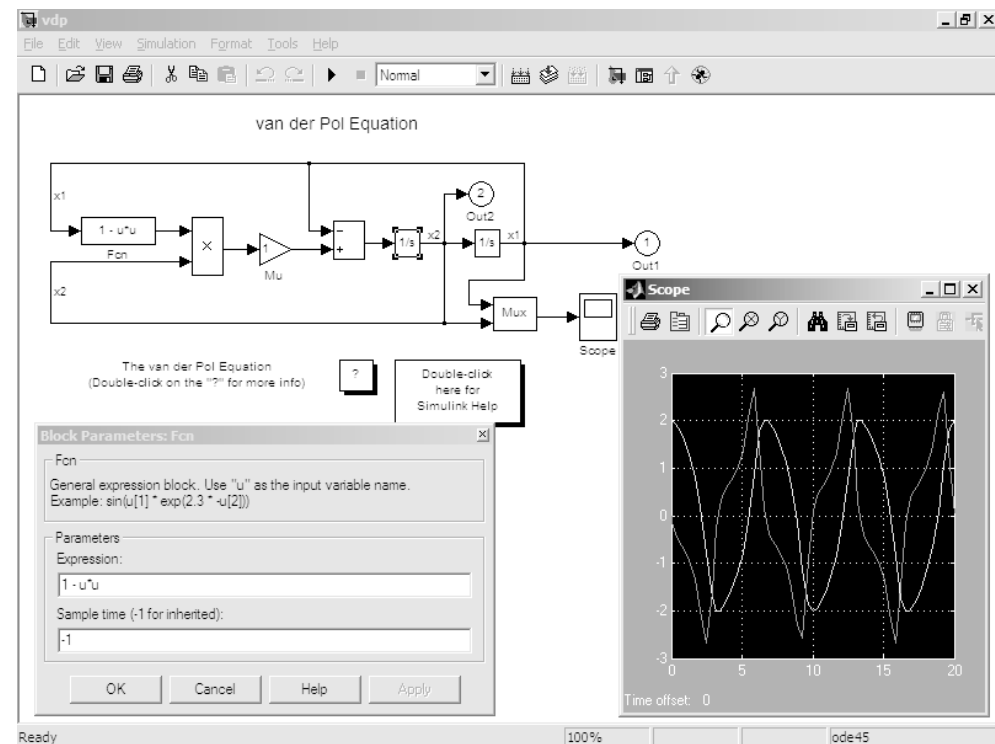 vdp
File Edit View Simulation Format Tools Help
Normal
van der Pol Equation
x1
1 - u*u
Fcn
x2
×
1
Mu
−
+
1/s
x2
1/s
x1
2
Out2
1
Out1
Mux
Scope
The van der Pol Equation
(Double-click on the "?" for more info)
?
Double-click
here for
Simulink Help
Block Parameters: Fcn
Fcn
General expression block. Use "u" as the input variable name.
Example: sin(u[1] * exp(2.3 * -u[2]))
Parameters
Expression:
1 - u*u
Sample time (-1 for inherited):
-1
OK Cancel Help Apply
Scope
3
2
1
0
-1
-2
-3
0 5 10 15 20
Time offset: 0
Ready 100% ode45